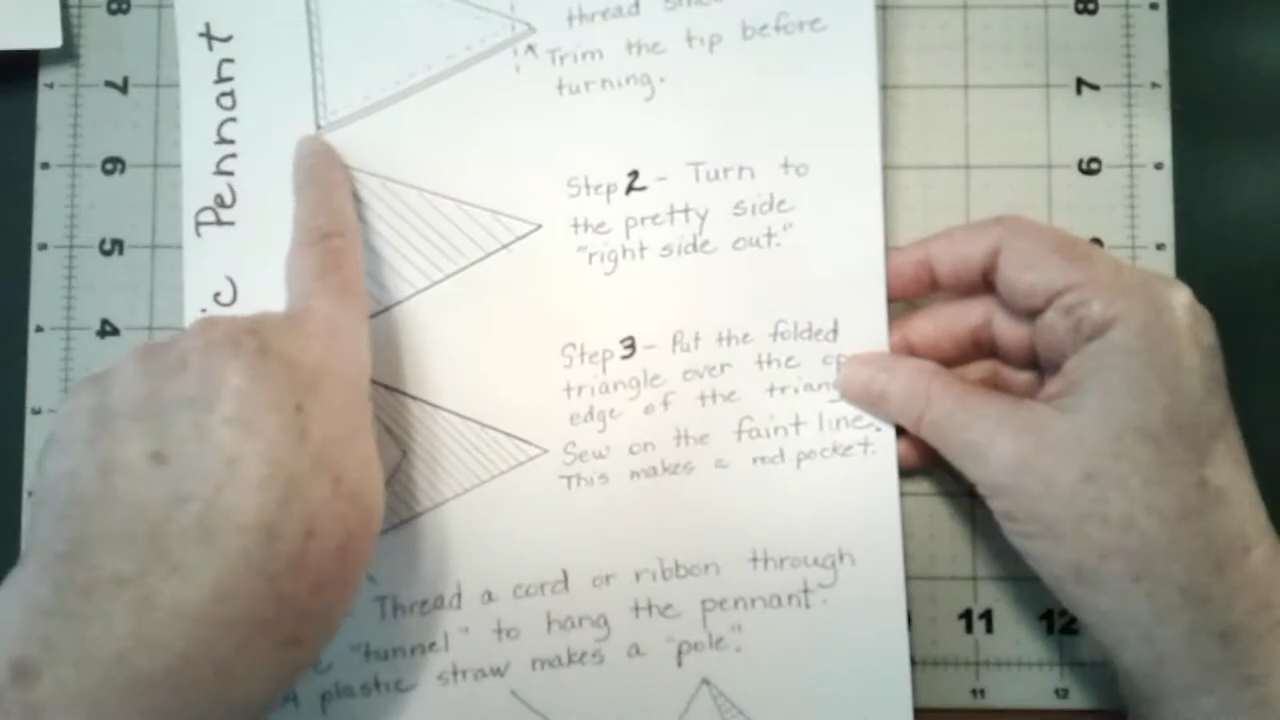 Pennant
thread
Trim the tip before
turning.
Step 2 - Turn to
the pretty side
"right side out."
Step 3 - Put the folded
triangle over the
edge of the
Sew on the faint line.
This makes a rod pocket.
Thread a cord or ribbon through
"tunnel" to hang the pennant.
A plastic straw makes a "pole".
8
7
6
5
4
3
8
7
6
5
11
12
11
12